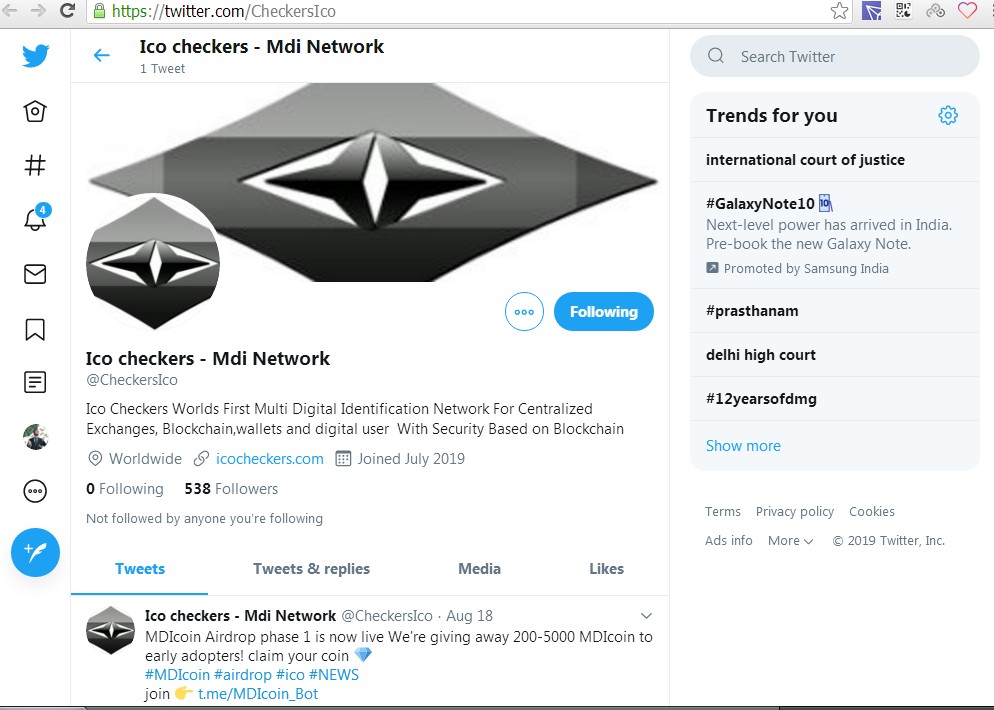 https://twitter.com/CheckersIco
Ico checkers - Mdi Network
1 Tweet
Search Twitter
Trends for you
international court of justice
#GalaxyNote10
Next-level power has arrived in India.
Pre-book the new Galaxy Note.
Promoted by Samsung India
#prasthanam
delhi high court
#12yearsofdmg
Show more
Terms Privacy policy Cookies
Ads info More © 2019 Twitter, Inc.
4
Following
Ico checkers - Mdi Network
@CheckersIco
Ico Checkers Worlds First Multi Digital Identification Network For Centralized
Exchanges, Blockchain,wallets and digital user With Security Based on Blockchain
Worldwide icocheckers.com Joined July 2019
0 Following 538 Followers
Not followed by anyone you're following
Tweets Tweets & replies Media Likes
Ico checkers - Mdi Network @CheckersIco · Aug 18
MDIcoin Airdrop phase 1 is now live We're giving away 200-5000 MDIcoin to
early adopters! claim your coin 💎
#MDIcoin #airdrop #ico #NEWS
join 👉 t.me/MDIcoin_Bot